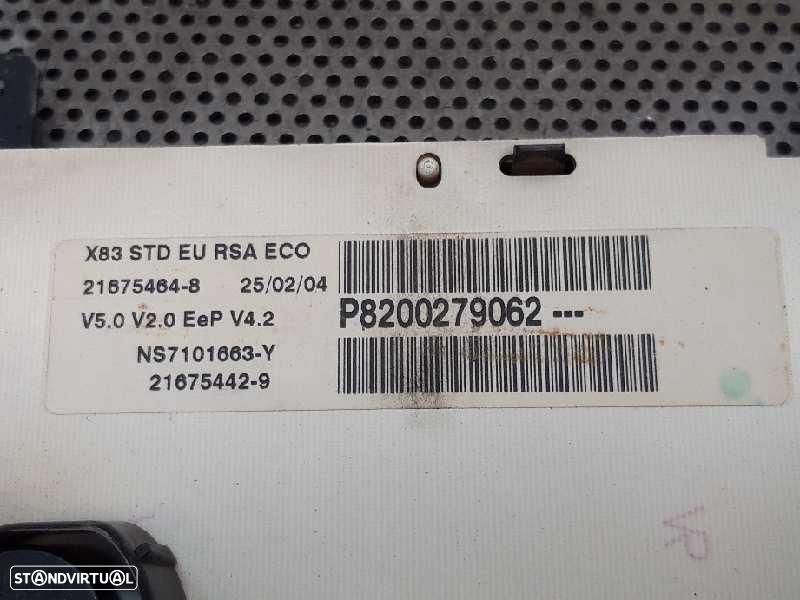 X83 STD EU RSA ECO
21675464-8 25/02/04
V5.0 V2.0 EeP V4.2
P8200279062 ---
NS7101663-Y
21675442-9
VP
STANDVIRTUAL